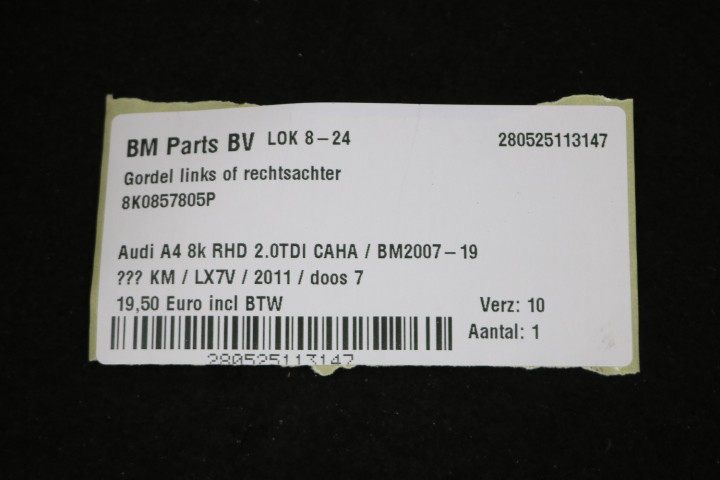 BM Parts BV LOK 8-24 280525113147
Gordel links of rechtsachter
8K0857805P
Audi A4 8k RHD 2.0TDI CAHA / BM2007-19
??? KM / LX7V / 2011 / doos 7
19,50 Euro incl BTW Verz: 10
Aantal: 1
280525113147